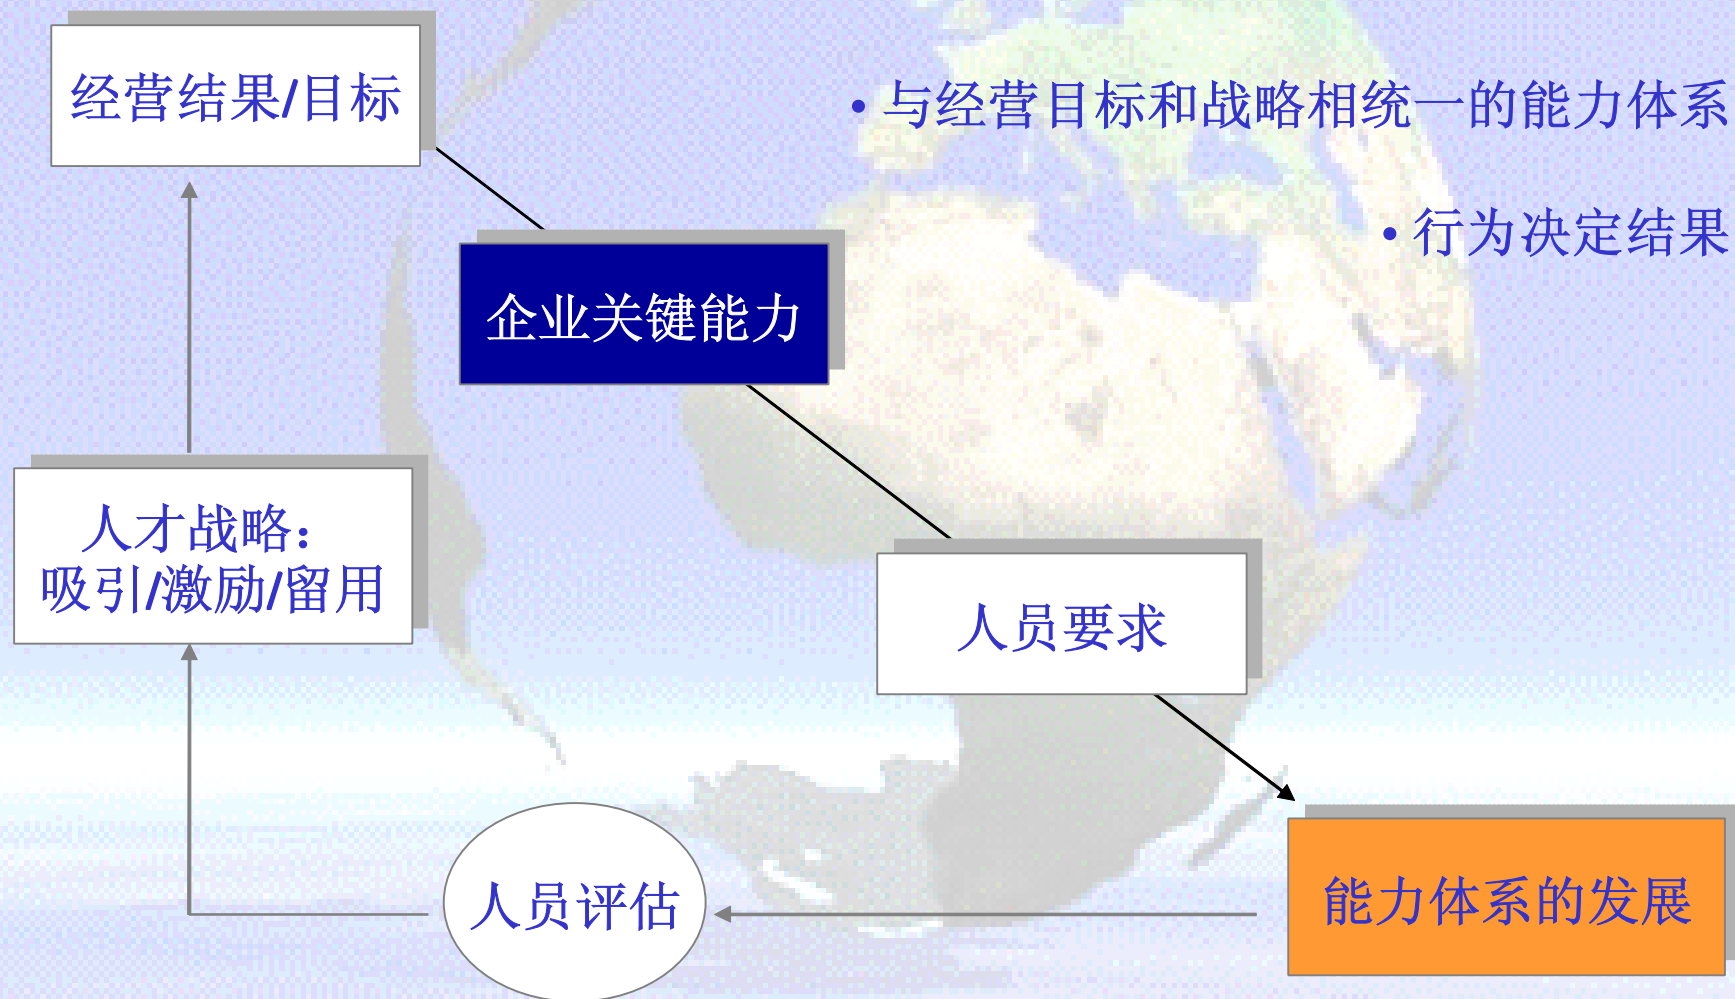 经营结果/目标
• 与经营目标和战略相统一的能力体系
• 行为决定结果
企业关键能力
人才战略：
吸引/激励/留用
人员要求
人员评估
能力体系的发展